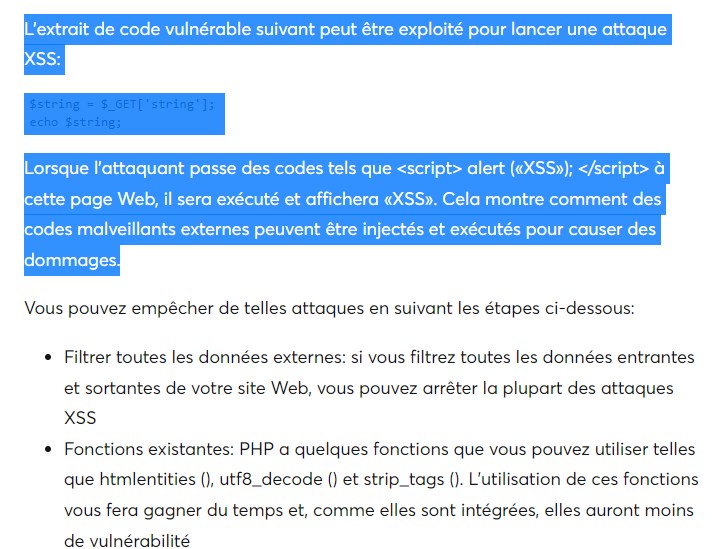 L'extrait de code vulnérable suivant peut être exploité pour lancer une attaque
XSS:
$string = $_GET['string'];
echo $string;
Lorsque l'attaquant passe des codes tels que <script> alert («XSS»); </script> à
cette page Web, il sera exécuté et affichera «XSS». Cela montre comment des
codes malveillants externes peuvent être injectés et exécutés pour causer des
dommages.
Vous pouvez empêcher de telles attaques en suivant les étapes ci-dessous:
• Filtrer toutes les données externes: si vous filtrez toutes les données entrantes
et sortantes de votre site Web, vous pouvez arrêter la plupart des attaques
XSS
• Fonctions existantes: PHP a quelques fonctions que vous pouvez utiliser telles
que htmlentities (), utf8_decode () et strip_tags (). L'utilisation de ces fonctions
vous fera gagner du temps et, comme elles sont intégrées, elles auront moins
de vulnérabilité